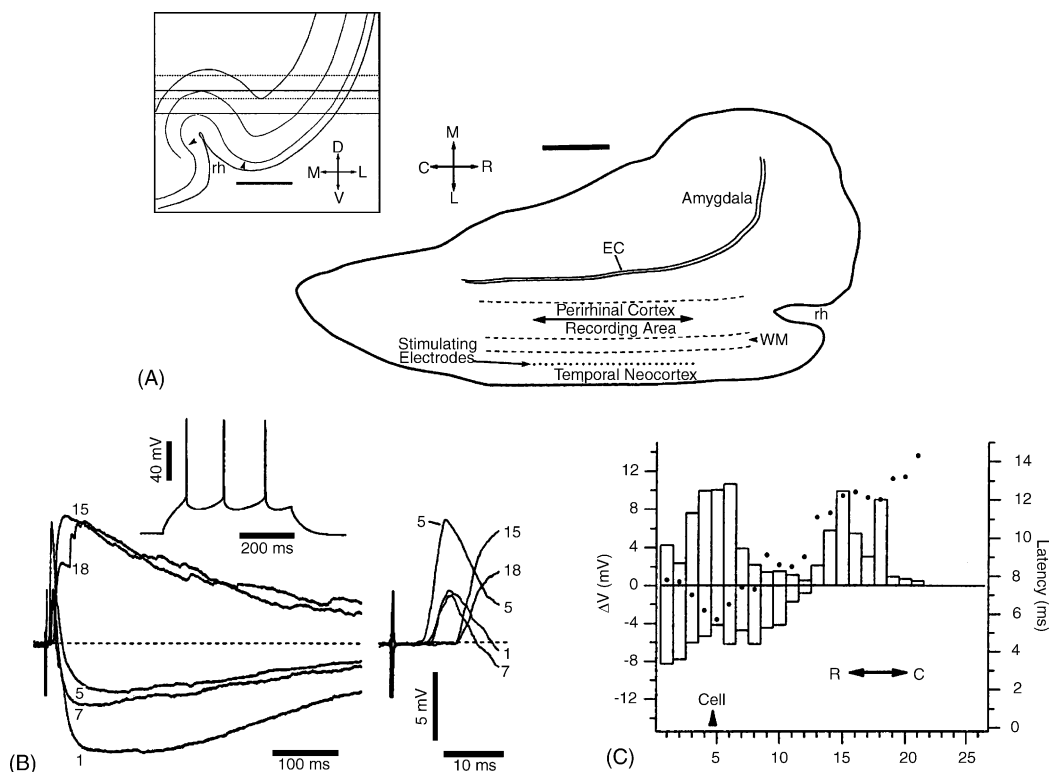 rh
D
M L
V
M
C R
L
Amygdala
EC
Perirhinal Cortex
Recording Area
rh
WM
Stimulating
Electrodes
Temporal Neocortex
(A)
40 mV
200 ms
15
18
5
7
1
100 ms
(B)
5
15
18
5
1
7
5 mV
10 ms
12
8
4
0
-4
-8
-12
ΔV (mV)
14
12
10
8
6
4
2
0
Latency (ms)
R C
Cell
5 10 15 20 25
(C)